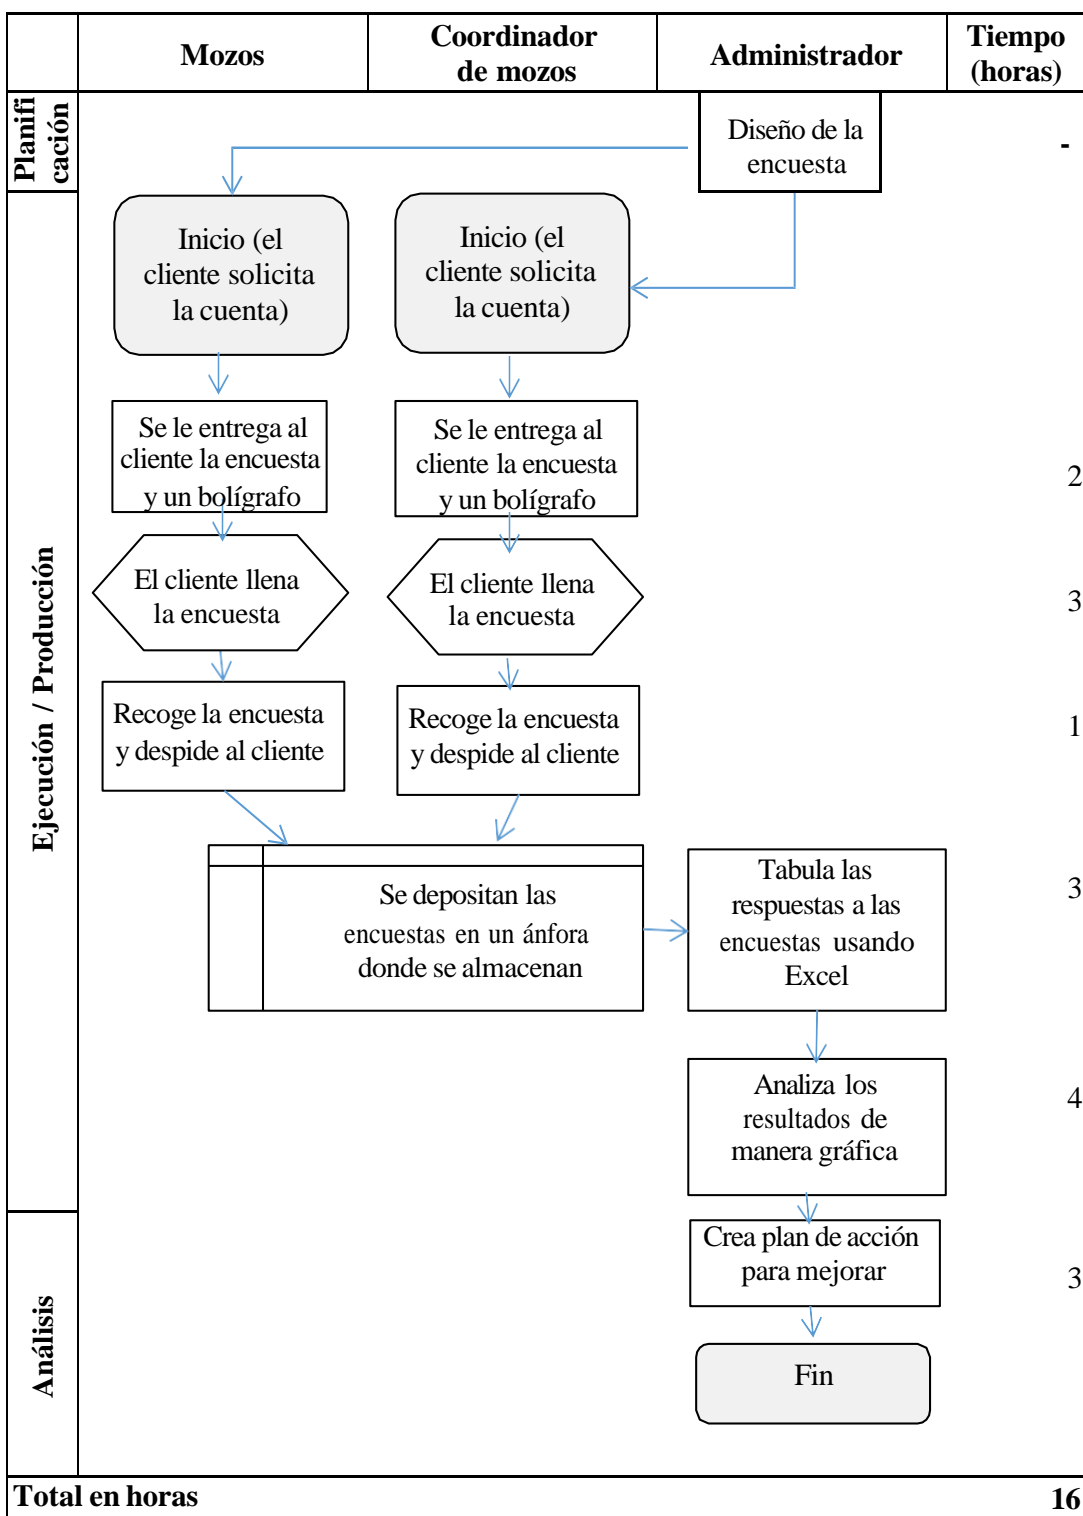 Mozos
Coordinador
de mozos
Administrador
Tiempo
(horas)
Planifi
cación
Diseño de la
encuesta
-
Ejecución / Producción
Inicio (el
cliente solicita
la cuenta)
Inicio (el
cliente solicita
la cuenta)
Se le entrega al
cliente la encuesta
y un bolígrafo
Se le entrega al
cliente la encuesta
y un bolígrafo
2
El cliente llena
la encuesta
El cliente llena
la encuesta
3
Recoge la encuesta
y despide al cliente
Recoge la encuesta
y despide al cliente
1
Se depositan las
encuestas en un ánfora
donde se almacenan
Tabula las
respuestas a las
encuestas usando
Excel
3
Analiza los
resultados de
manera gráfica
4
Análisis
Crea plan de acción
para mejorar
3
Fin
Total en horas 16